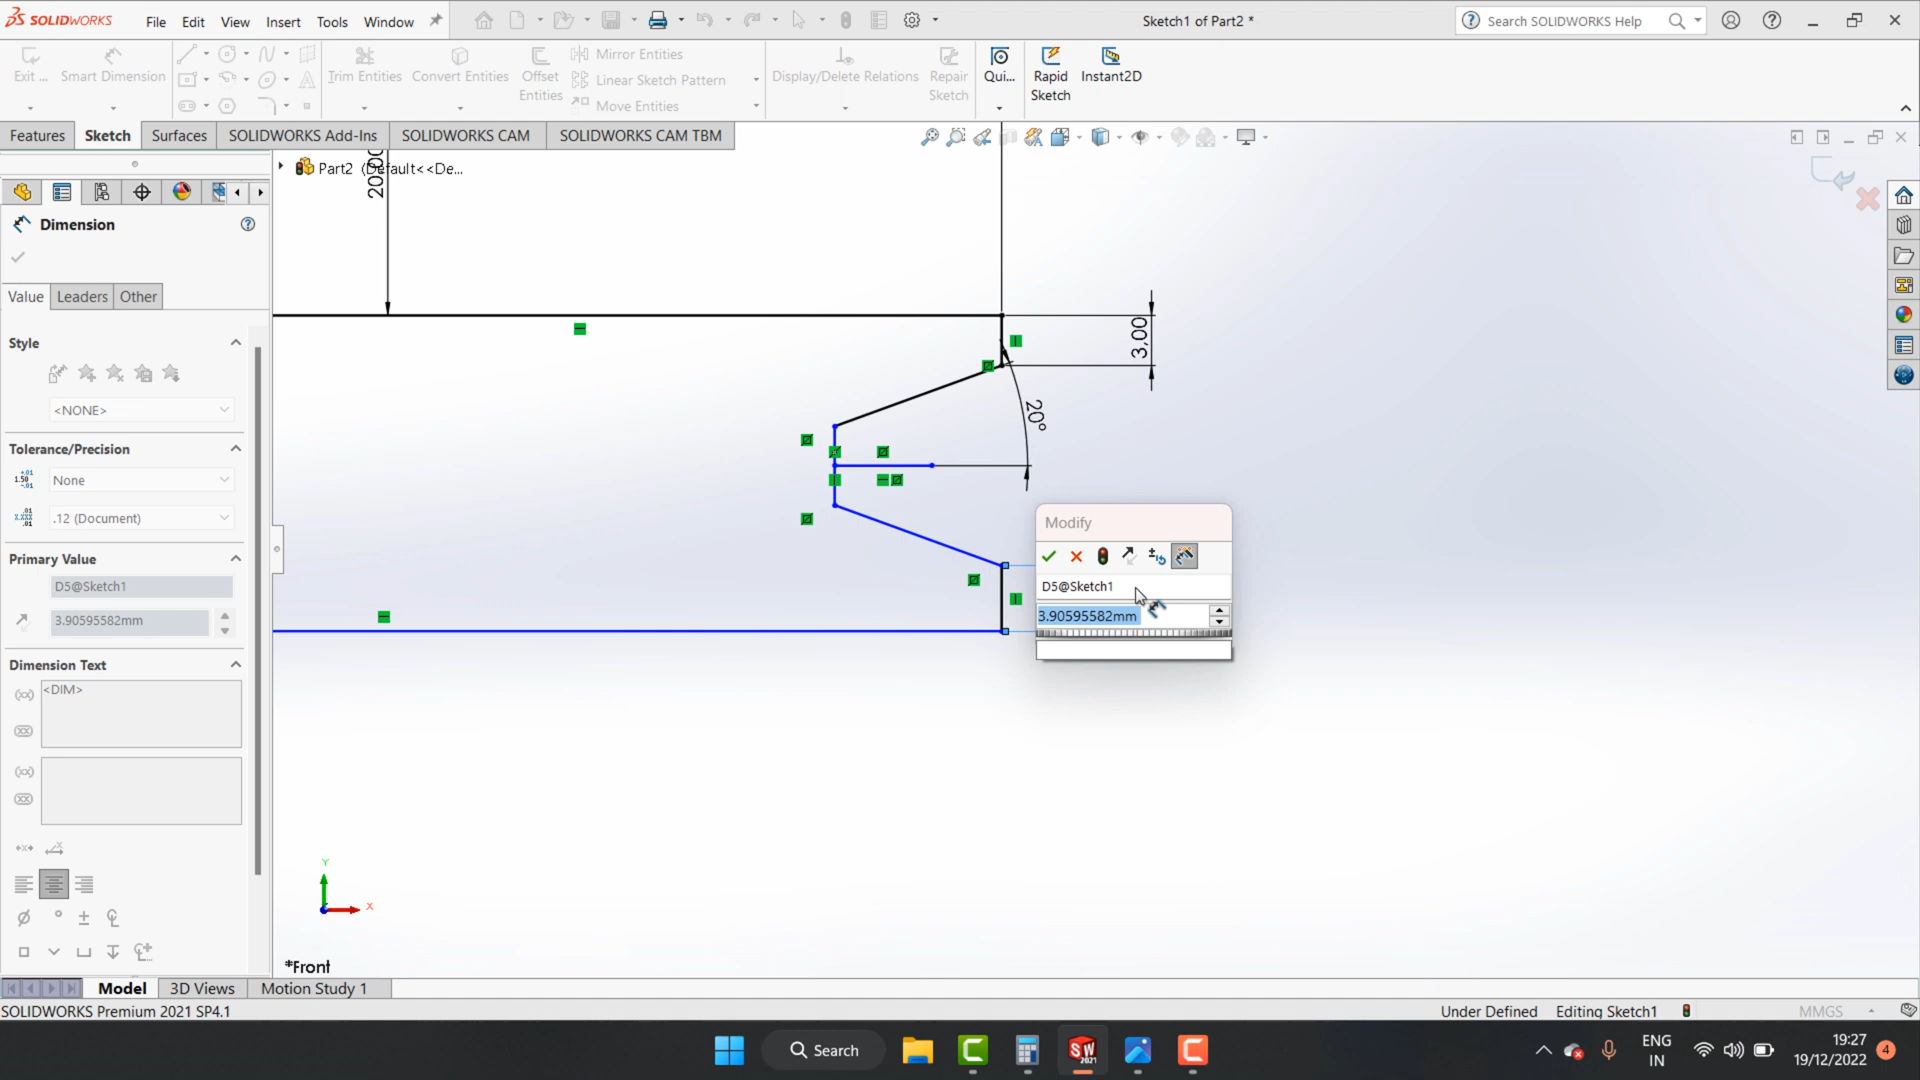 SOLIDWORKS
File Edit View Insert Tools Window
Sketch1 of Part2 *
Search SOLIDWORKS Help
Exit ...
Smart Dimension
Trim Entities
Convert Entities
Offset Entities
Mirror Entities
Linear Sketch Pattern
Move Entities
Display/Delete Relations
Repair Sketch
Qui...
Rapid Sketch
Instant2D
Features Sketch Surfaces SOLIDWORKS Add-Ins SOLIDWORKS CAM SOLIDWORKS CAM TBM
Part2 (Default<<De...
Dimension
Value Leaders Other
Style
<NONE>
Tolerance/Precision
None
.12 (Document)
Primary Value
D5@Sketch1
3.90595582mm
Dimension Text
<DIM>
3,00
20°
Modify
D5@Sketch1
3.90595582mm
Y
X
*Front
Model 3D Views Motion Study 1
SOLIDWORKS Premium 2021 SP4.1
Under Defined Editing Sketch1 MMGS
Search
ENG
IN
19:27
19/12/2022
4